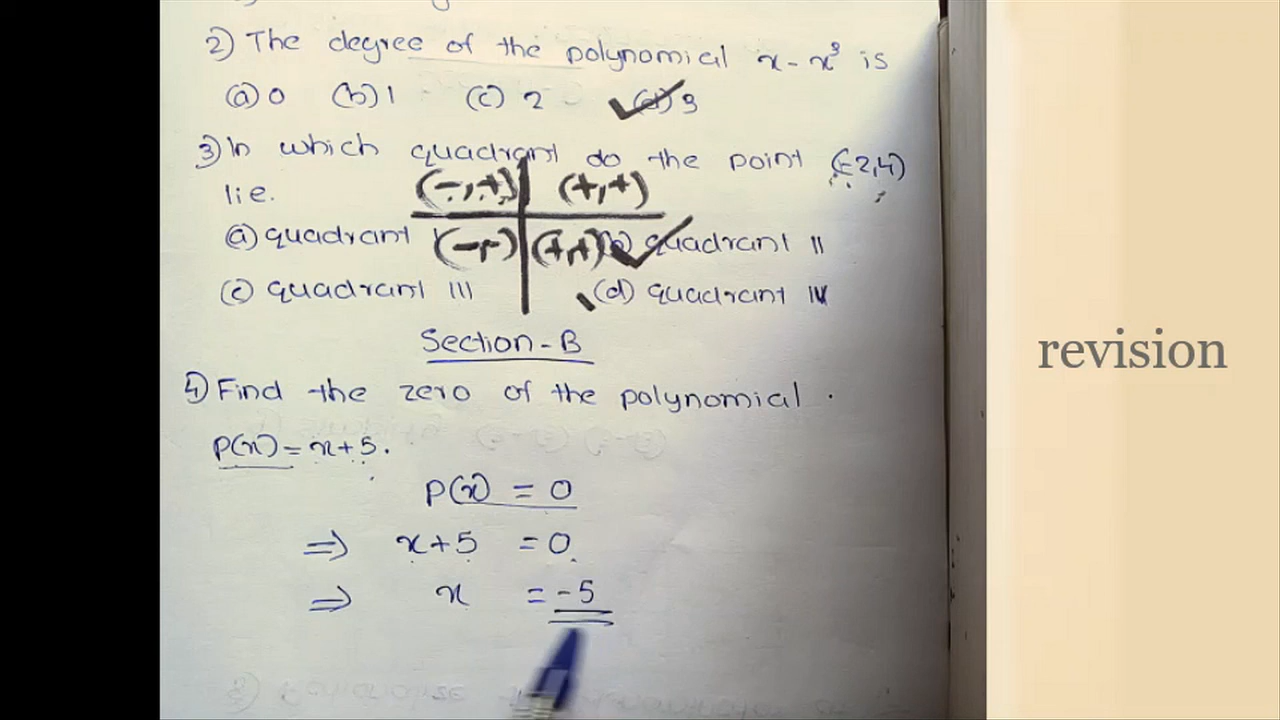 2) The degree of the polynomial x - x³ is
(a) 0 (b) 1 (c) 2 (d) 3
3) In which quadrant do the point (-2,4)
lie.
(-,+) (+,+)
(a) quadrant (-,-) (+,+) (b) quadrant II
(c) quadrant III (d) quadrant IV
Section-B
4) Find the zero of the polynomial.
P(x) = x+5.
P(x) = 0
⇒ x+5 = 0
⇒ x = -5
revision